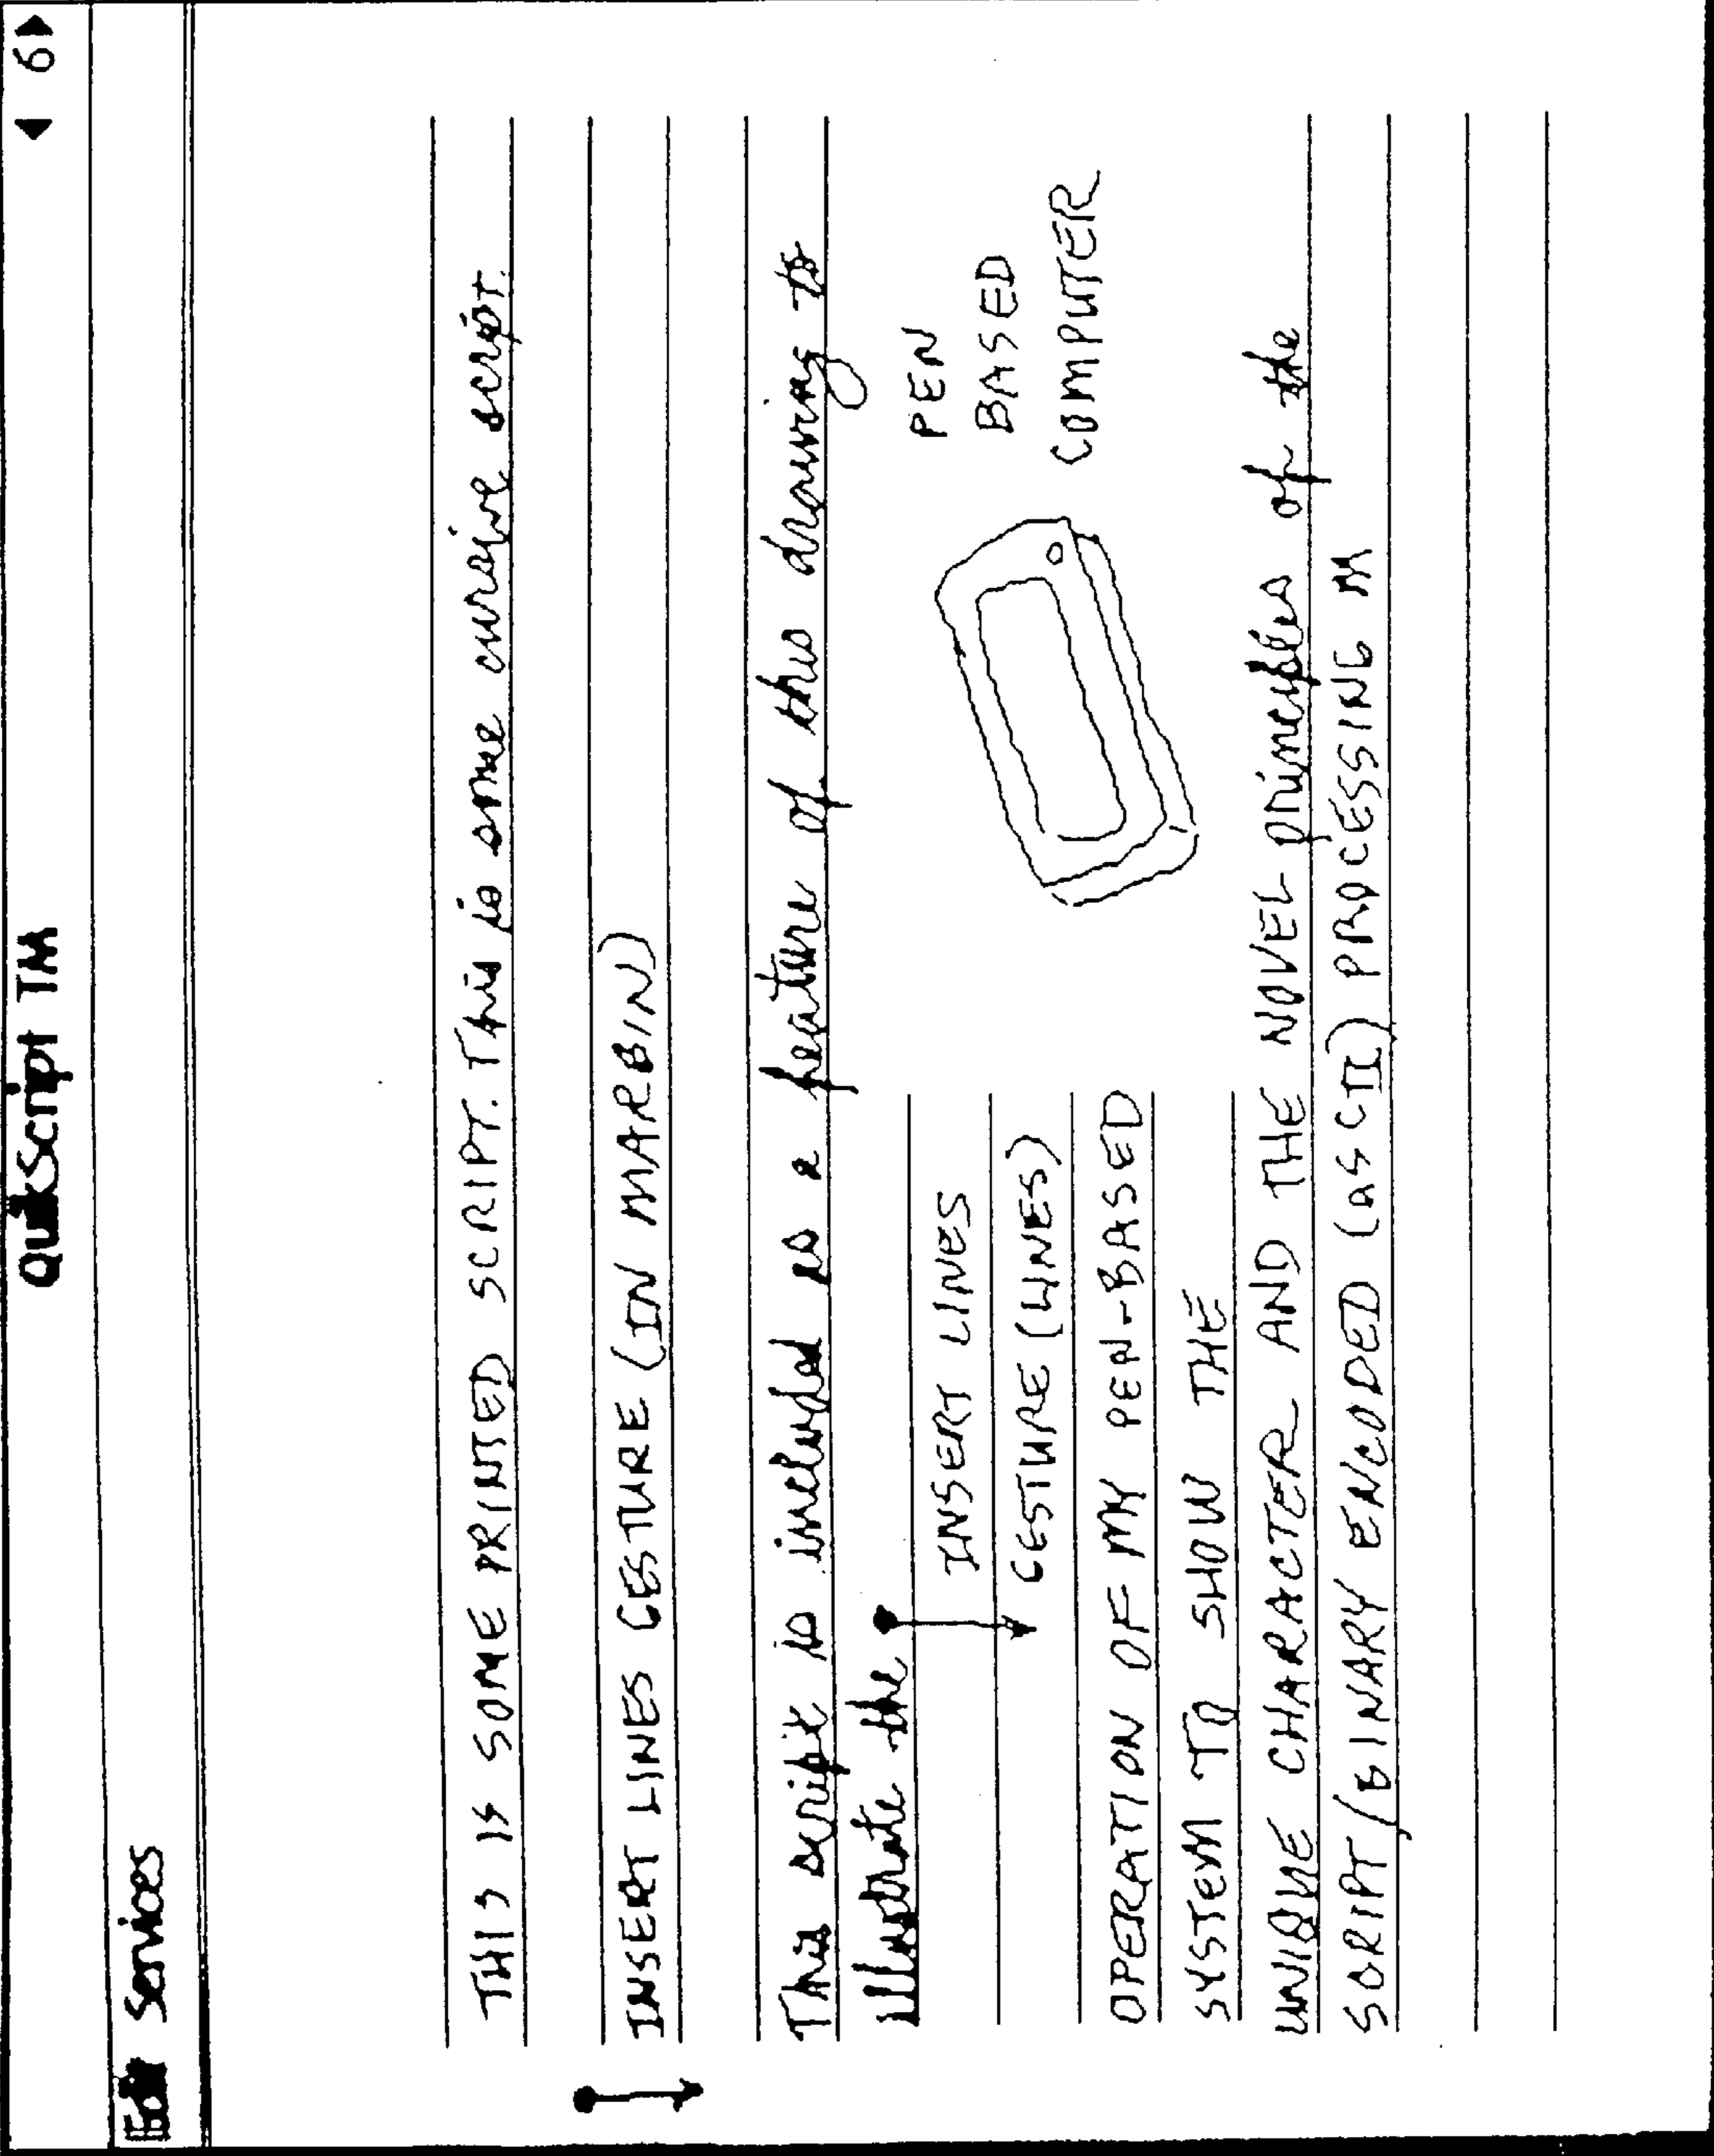 QuikScript TM
◀ 6▶
Edit Services
THIS IS SOME PRINTED SCRIPT. This is some cursive script.
INSERT LINES GESTURE (IN MARGIN)
This script is included as a feature of this drawing to
illustrate the
INSERT LINES
GESTURE (LINES)
PEN
BASED
COMPUTER
OPERATION OF MY PEN-BASED
SYSTEM TO SHOW THE
UNIQUE CHARACTER AND THE NOVEL principles of the
SCRIPT/BINARY ENCODED (ASCII) PROCESSING M